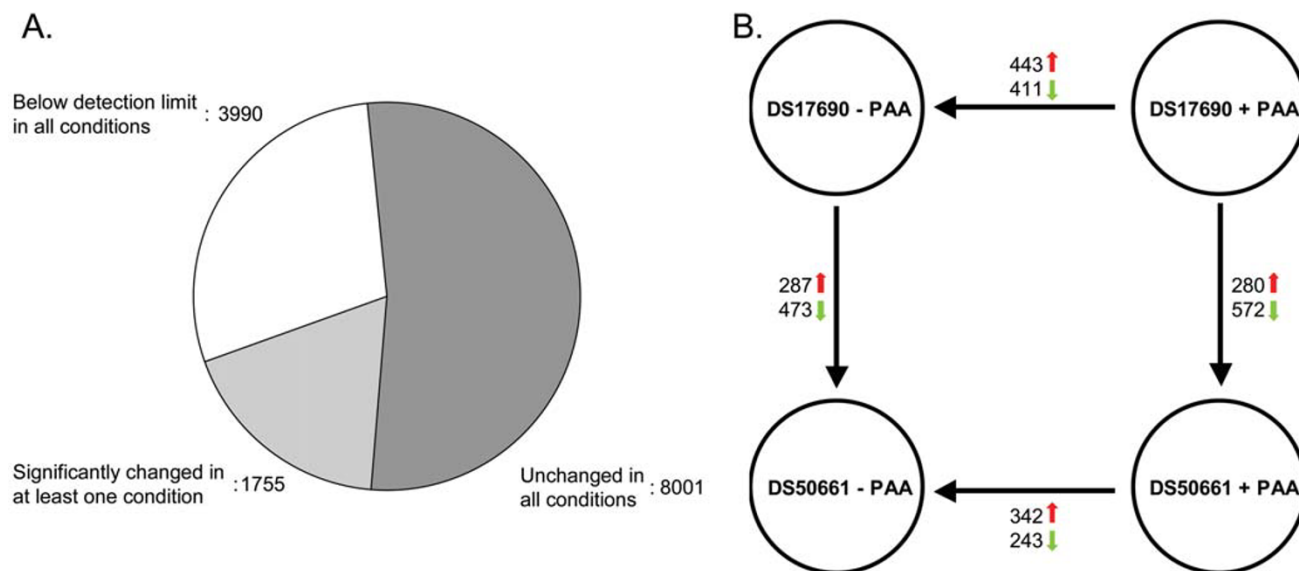 A.
Below detection limit
in all conditions : 3990
Significantly changed in
at least one condition :1755
Unchanged in
all conditions : 8001
B.
DS17690 - PAA
443
411
DS17690 + PAA
287
473
280
572
DS50661 - PAA
342
243
DS50661 + PAA